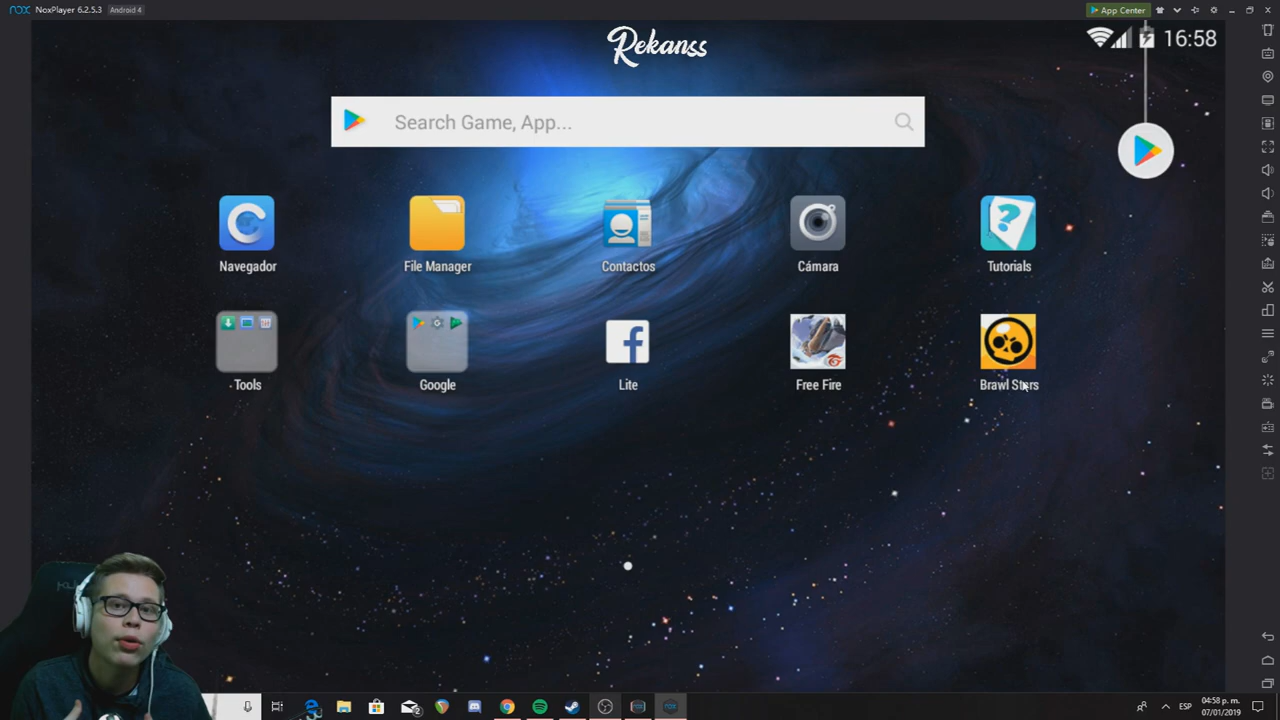 nox NoxPlayer 6.2.5.3 Android 4
App Center
Rekanss
16:58
Search Game, App...
Navegador
File Manager
Contactos
Cámara
Tutorials
Tools
Google
Lite
Free Fire
Brawl Stars
ESP
04:58 p. m.
07/01/2019